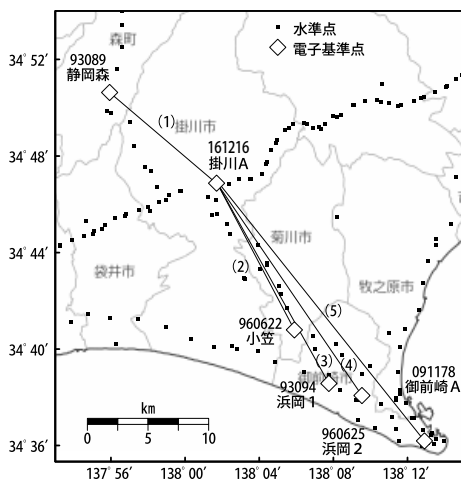 水準点
電子基準点
34˚ 52'
森町
93089
静岡森
(1)
掛川市
161216
掛川A
34˚ 48'
34˚ 44'
菊川市
(2)
袋井市
牧之原市
(5)
960622
小笠
34˚ 40'
(3)
(4)
御前崎市
93094
浜岡1
091178
御前崎A
960625
浜岡2
km
0 5 10
34˚ 36'
137˚ 56' 138˚ 00' 138˚ 04' 138˚ 08' 138˚ 12'